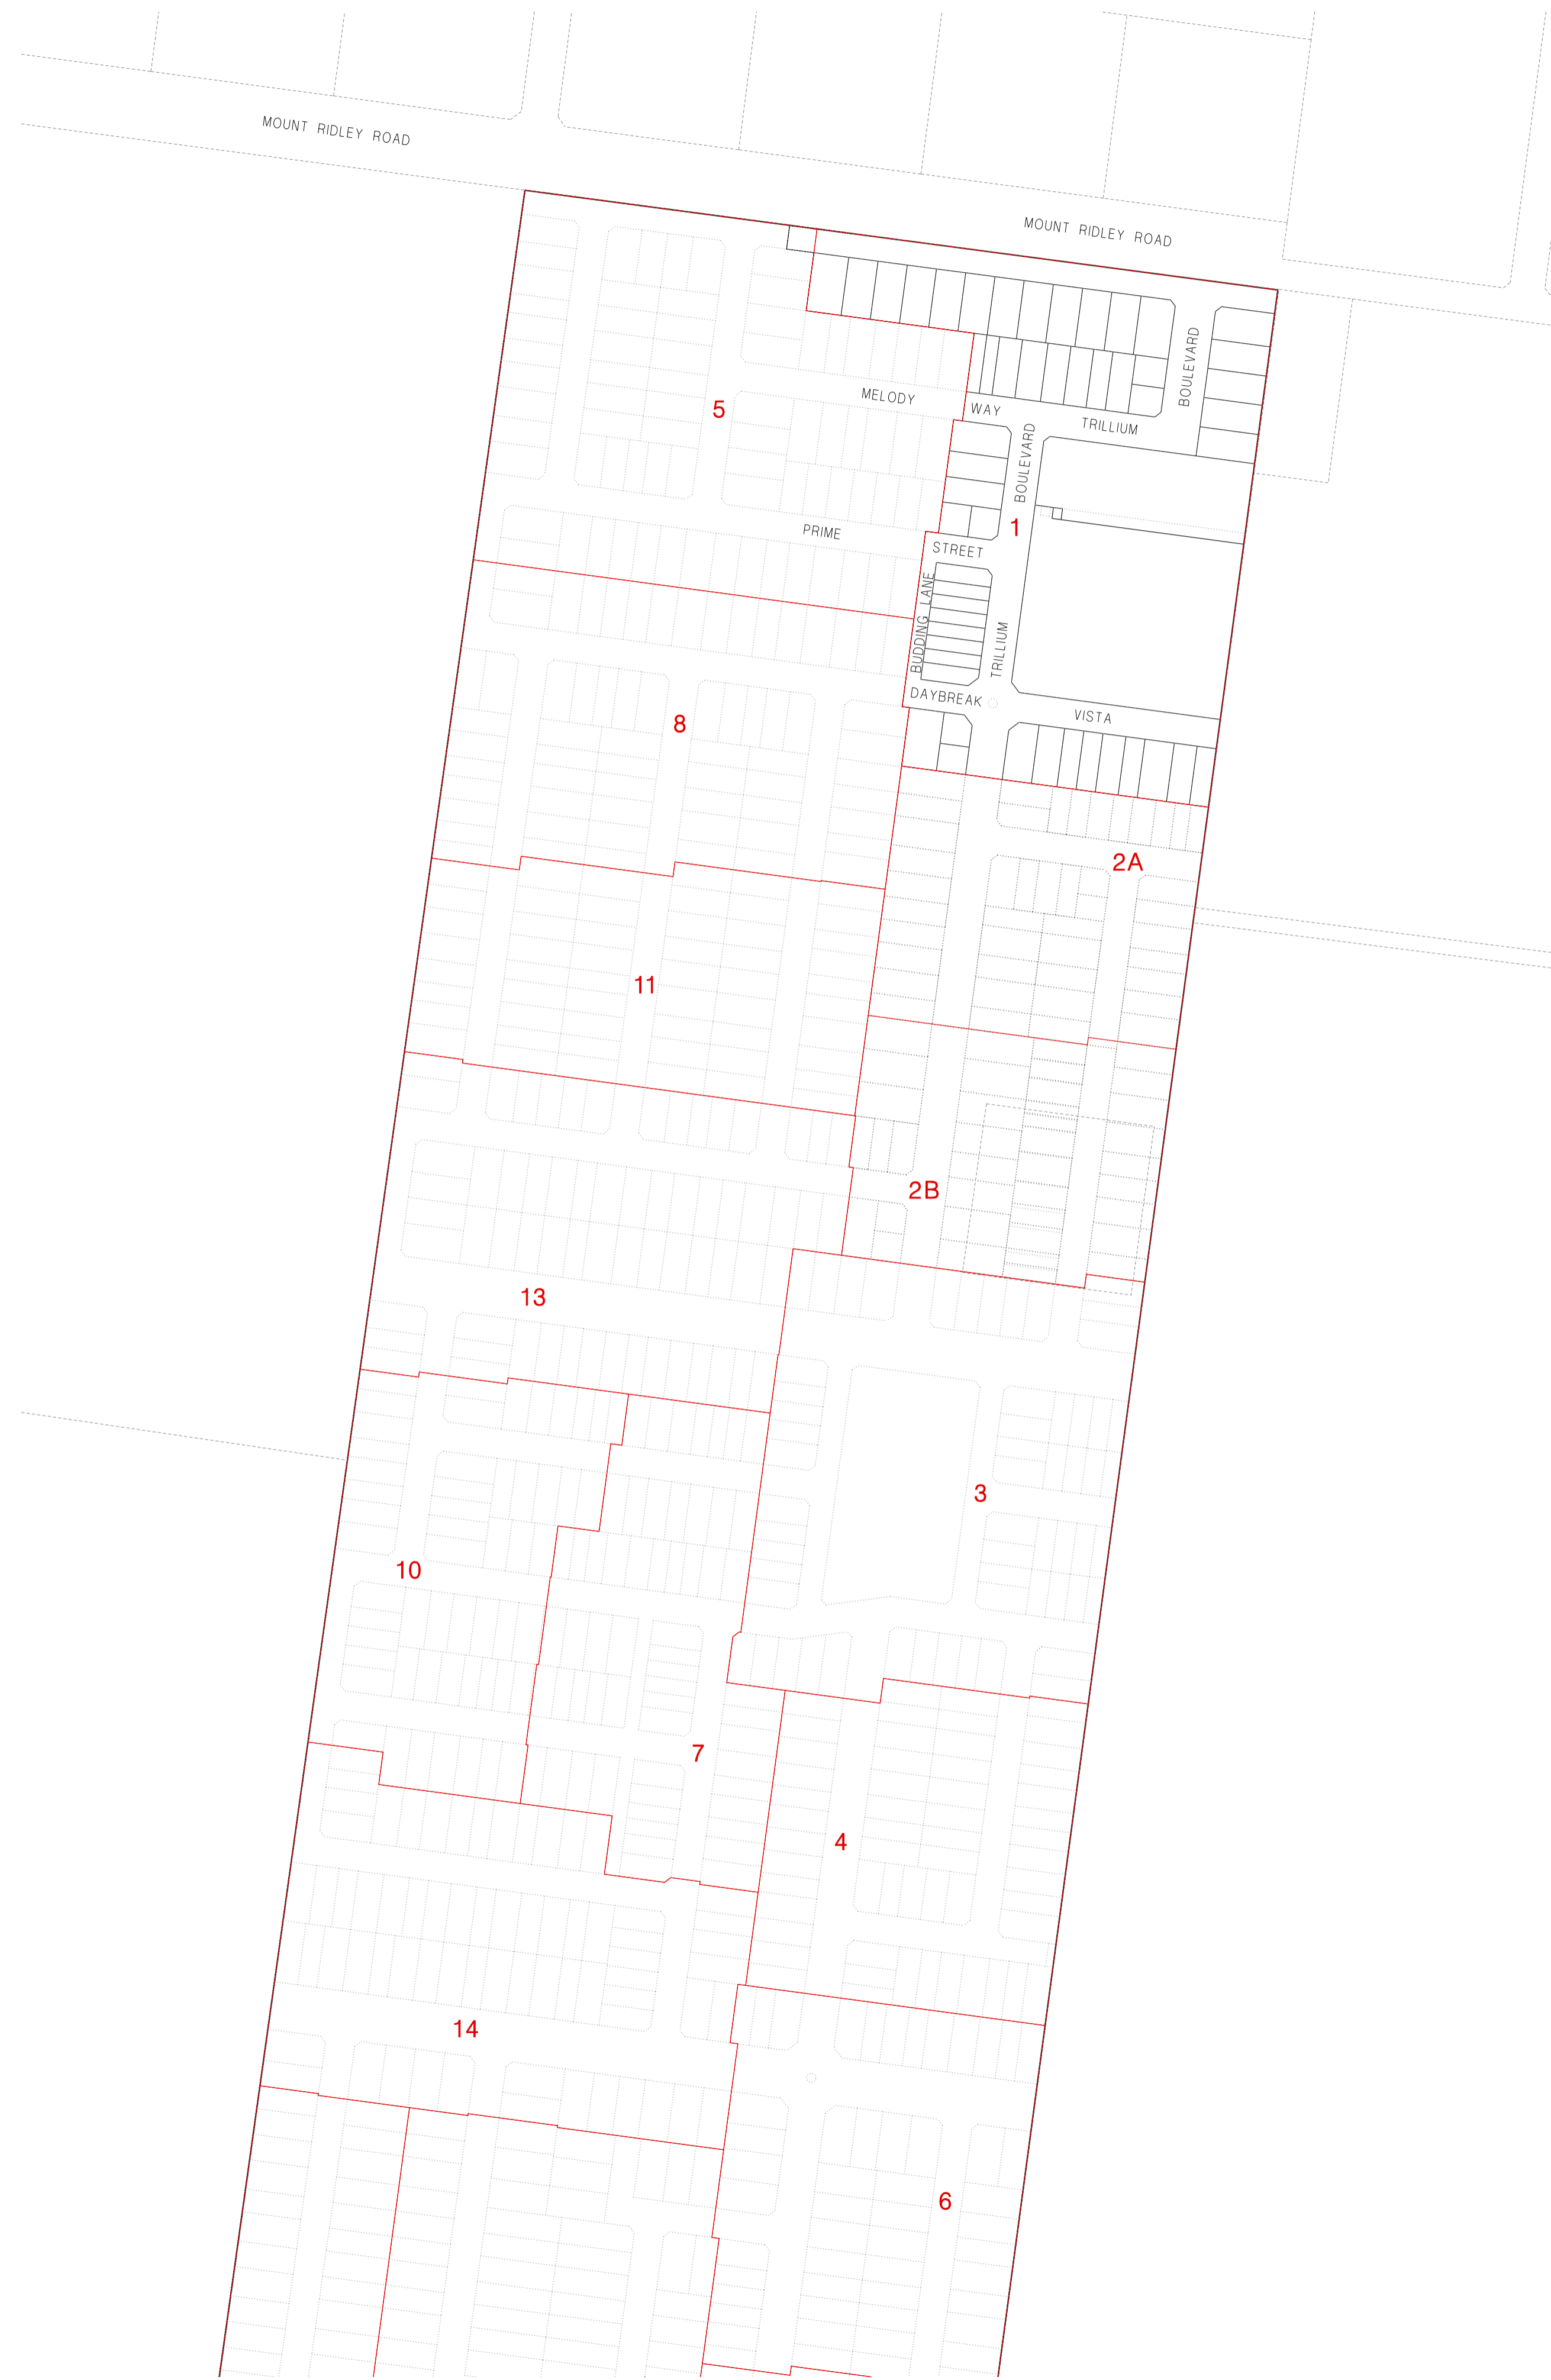 MOUNT RIDLEY ROAD
MOUNT RIDLEY ROAD
BOULEVARD
MELODY
WAY
TRILLIUM
5
BOULEVARD
1
PRIME
STREET
BUDDING LANE
TRILLIUM
DAYBREAK
VISTA
8
2A
11
2B
13
3
10
7
4
14
6